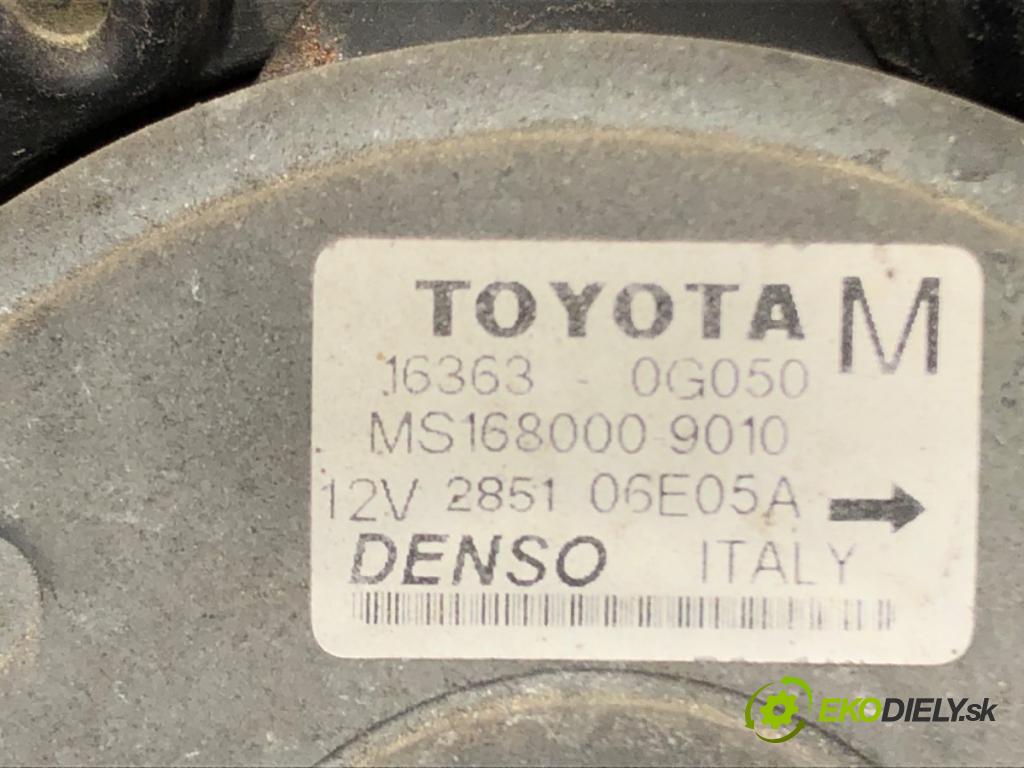 TOYOTA M
16363 - 0G050
MS168000-9010
12V 2851 06E05A
DENSO ITALY
EKODIELY.sk